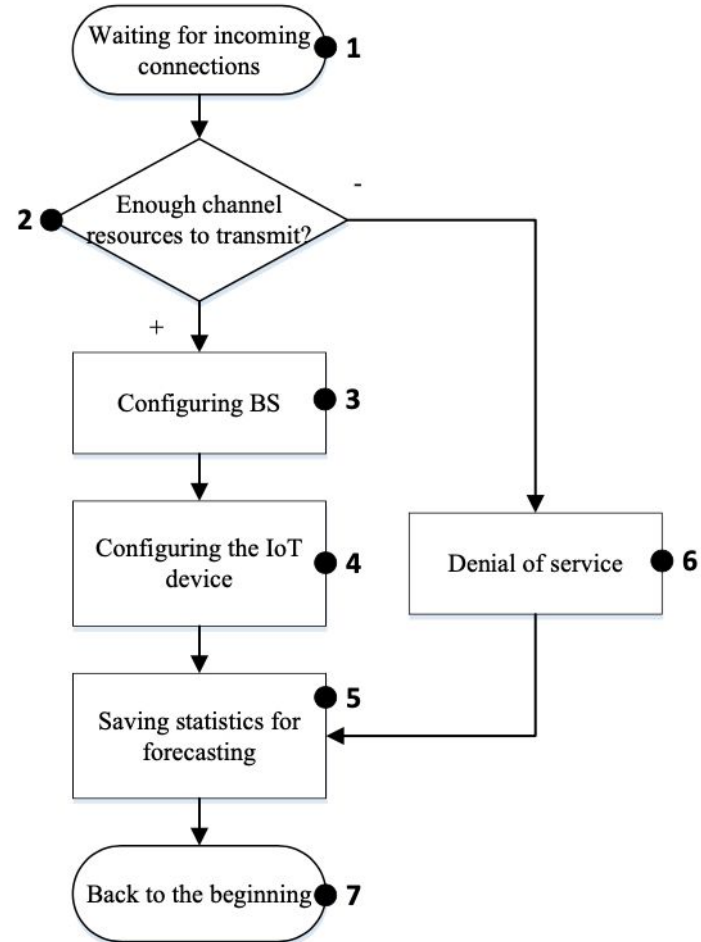 Waiting for incoming
connections
1
2
Enough channel
resources to transmit?
-
+
Configuring BS
3
Configuring the IoT
device
4
Denial of service
6
Saving statistics for
forecasting
5
Back to the beginning
7